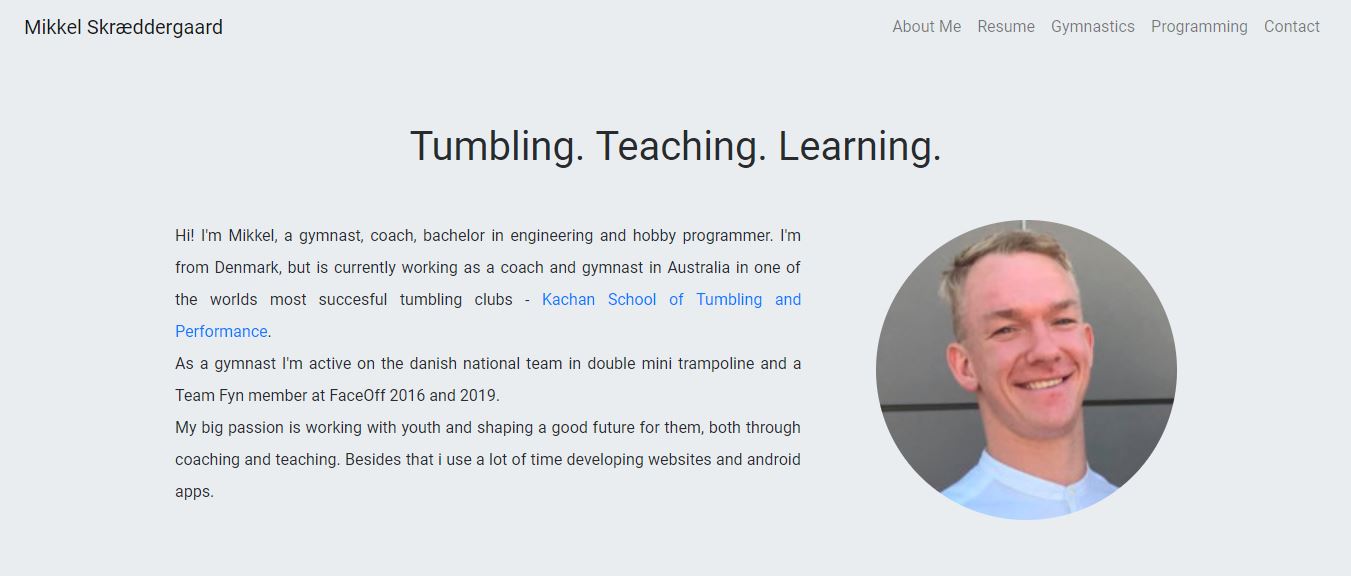 Mikkel Skræddergaard
About Me Resume Gymnastics Programming Contact
Tumbling. Teaching. Learning.
Hi! I'm Mikkel, a gymnast, coach, bachelor in engineering and hobby programmer. I'm
from Denmark, but is currently working as a coach and gymnast in Australia in one of
the worlds most succesful tumbling clubs - Kachan School of Tumbling and
Performance.
As a gymnast I'm active on the danish national team in double mini trampoline and a
Team Fyn member at FaceOff 2016 and 2019.
My big passion is working with youth and shaping a good future for them, both through
coaching and teaching. Besides that i use a lot of time developing websites and android
apps.